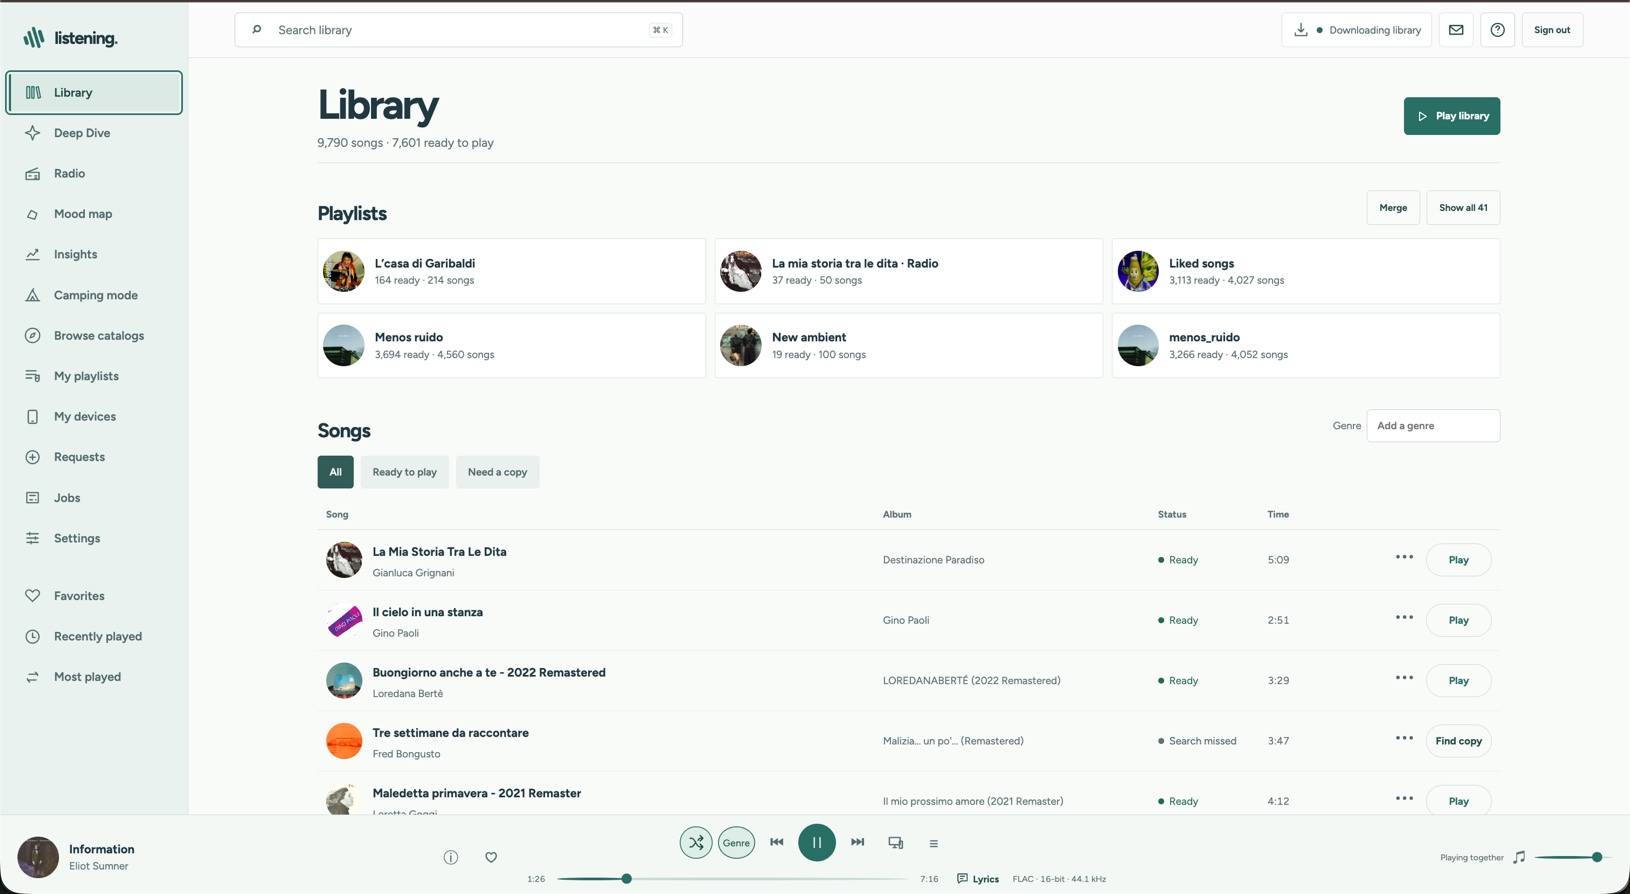 listening.
Search library
⌘ K
Downloading library
Sign out
Library
Deep Dive
Radio
Mood map
Insights
Camping mode
Browse catalogs
My playlists
My devices
Requests
Jobs
Settings
Favorites
Recently played
Most played
Library
9,790 songs · 7,601 ready to play
Play library
Playlists
Merge
Show all 41
L’casa di Garibaldi
164 ready · 214 songs
La mia storia tra le dita · Radio
37 ready · 50 songs
Liked songs
3,113 ready · 4,027 songs
Menos ruido
3,694 ready · 4,560 songs
New ambient
19 ready · 100 songs
menos_ruido
3,266 ready · 4,052 songs
Songs
Genre
Add a genre
All
Ready to play
Need a copy
Song Album Status Time
La Mia Storia Tra Le Dita
Gianluca Grignani
Destinazione Paradiso
Ready
5:09
Play
Il cielo in una stanza
Gino Paoli
Gino Paoli
Ready
2:51
Play
Buongiorno anche a te - 2022 Remastered
Loredana Bertè
LOREDANABERTÉ (2022 Remastered)
Ready
3:29
Play
Tre settimane da raccontare
Fred Bongusto
Malizia... un po'... (Remastered)
Search missed
3:47
Find copy
Maledetta primavera - 2021 Remaster
Loretta Goggi
Il mio prossimo amore (2021 Remaster)
Ready
4:12
Play
Information
Eliot Sumner
Genre
1:26
7:16
Lyrics
FLAC · 16-bit · 44.1 kHz
Playing together